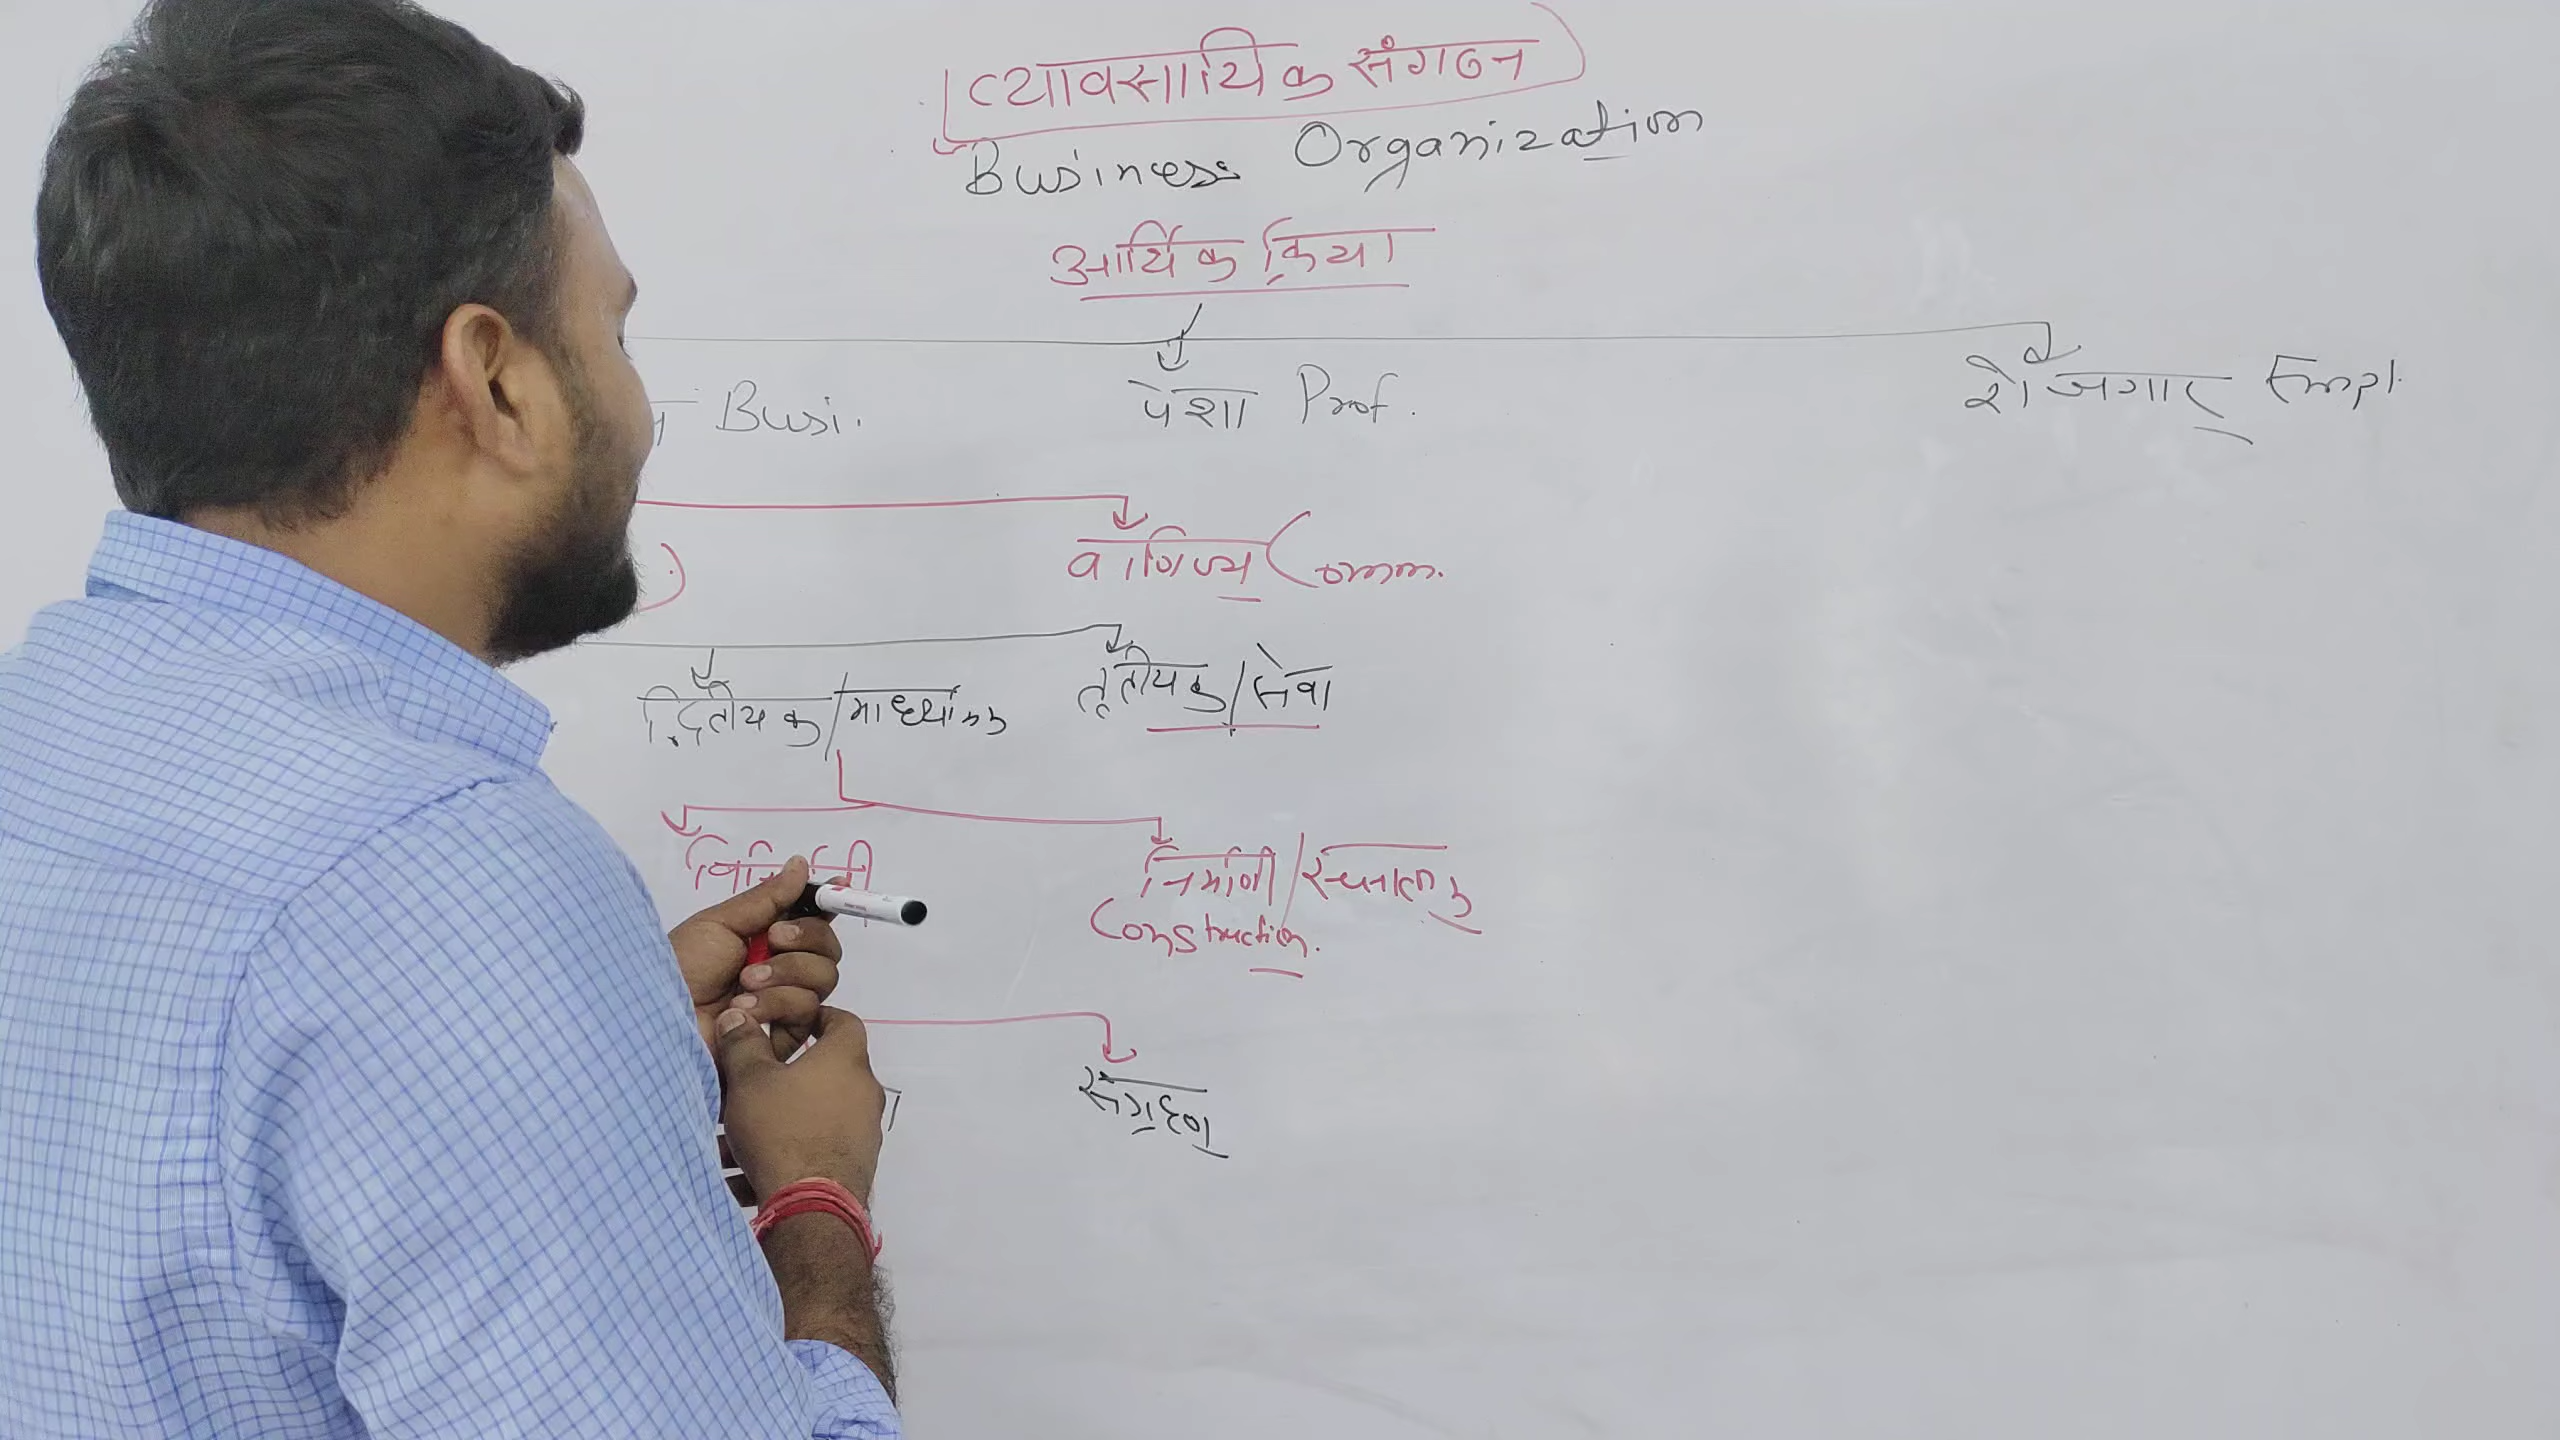 व्यावसायिक संगठन
Business Organization
आर्थिक क्रिया
Busi. पेशा Prof. रोजगार Empl.
वाणिज्य Comm.
द्वितीयक/माध्यमिक तृतीयक/सेवा
निर्माणी/रचनात्मक
Construction.
संग्रहण